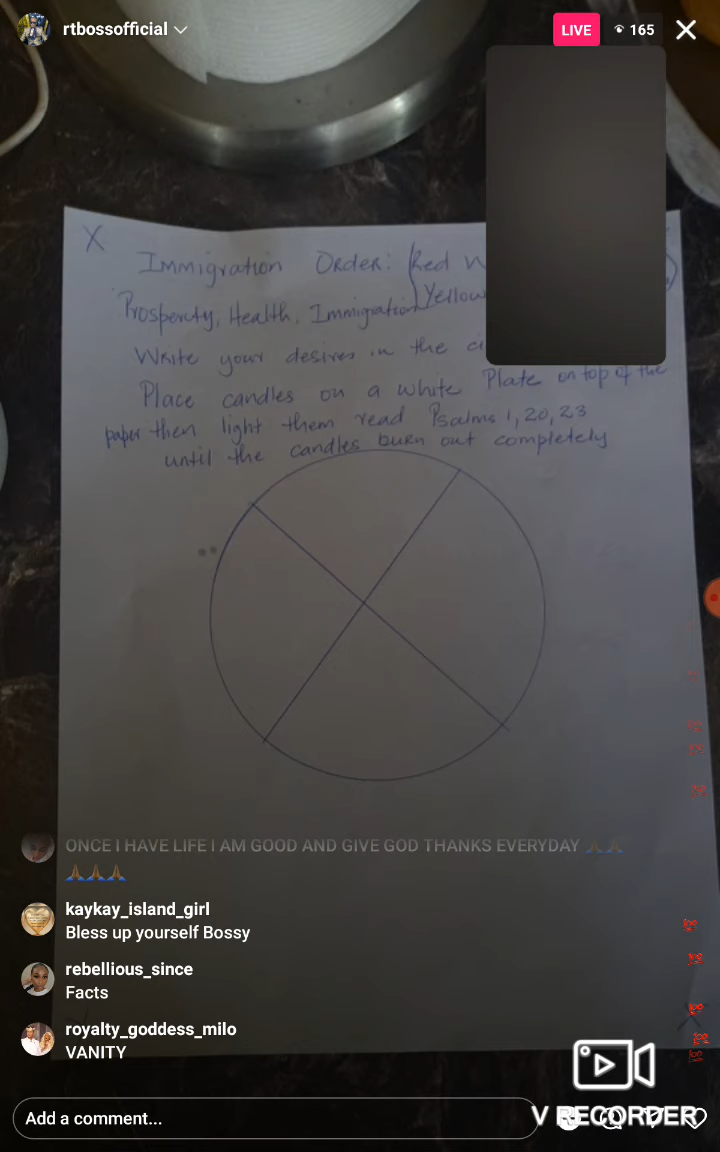 rtbossofficial
LIVE
165
X
Immigration Order: (Red
Prosperity, Health, Immigration Yellow
Write your desires in the
Place candles on a white Plate on top of the
paper then light them read Psalms 1, 20, 23
until the candles burn out completely
ONCE I HAVE LIFE I AM GOOD AND GIVE GOD THANKS EVERYDAY 🙏🙏
🙏🙏🙏
kaykay_island_girl
Bless up yourself Bossy
rebellious_since
Facts
royalty_goddess_milo
VANITY
Add a comment...
V RECORDER